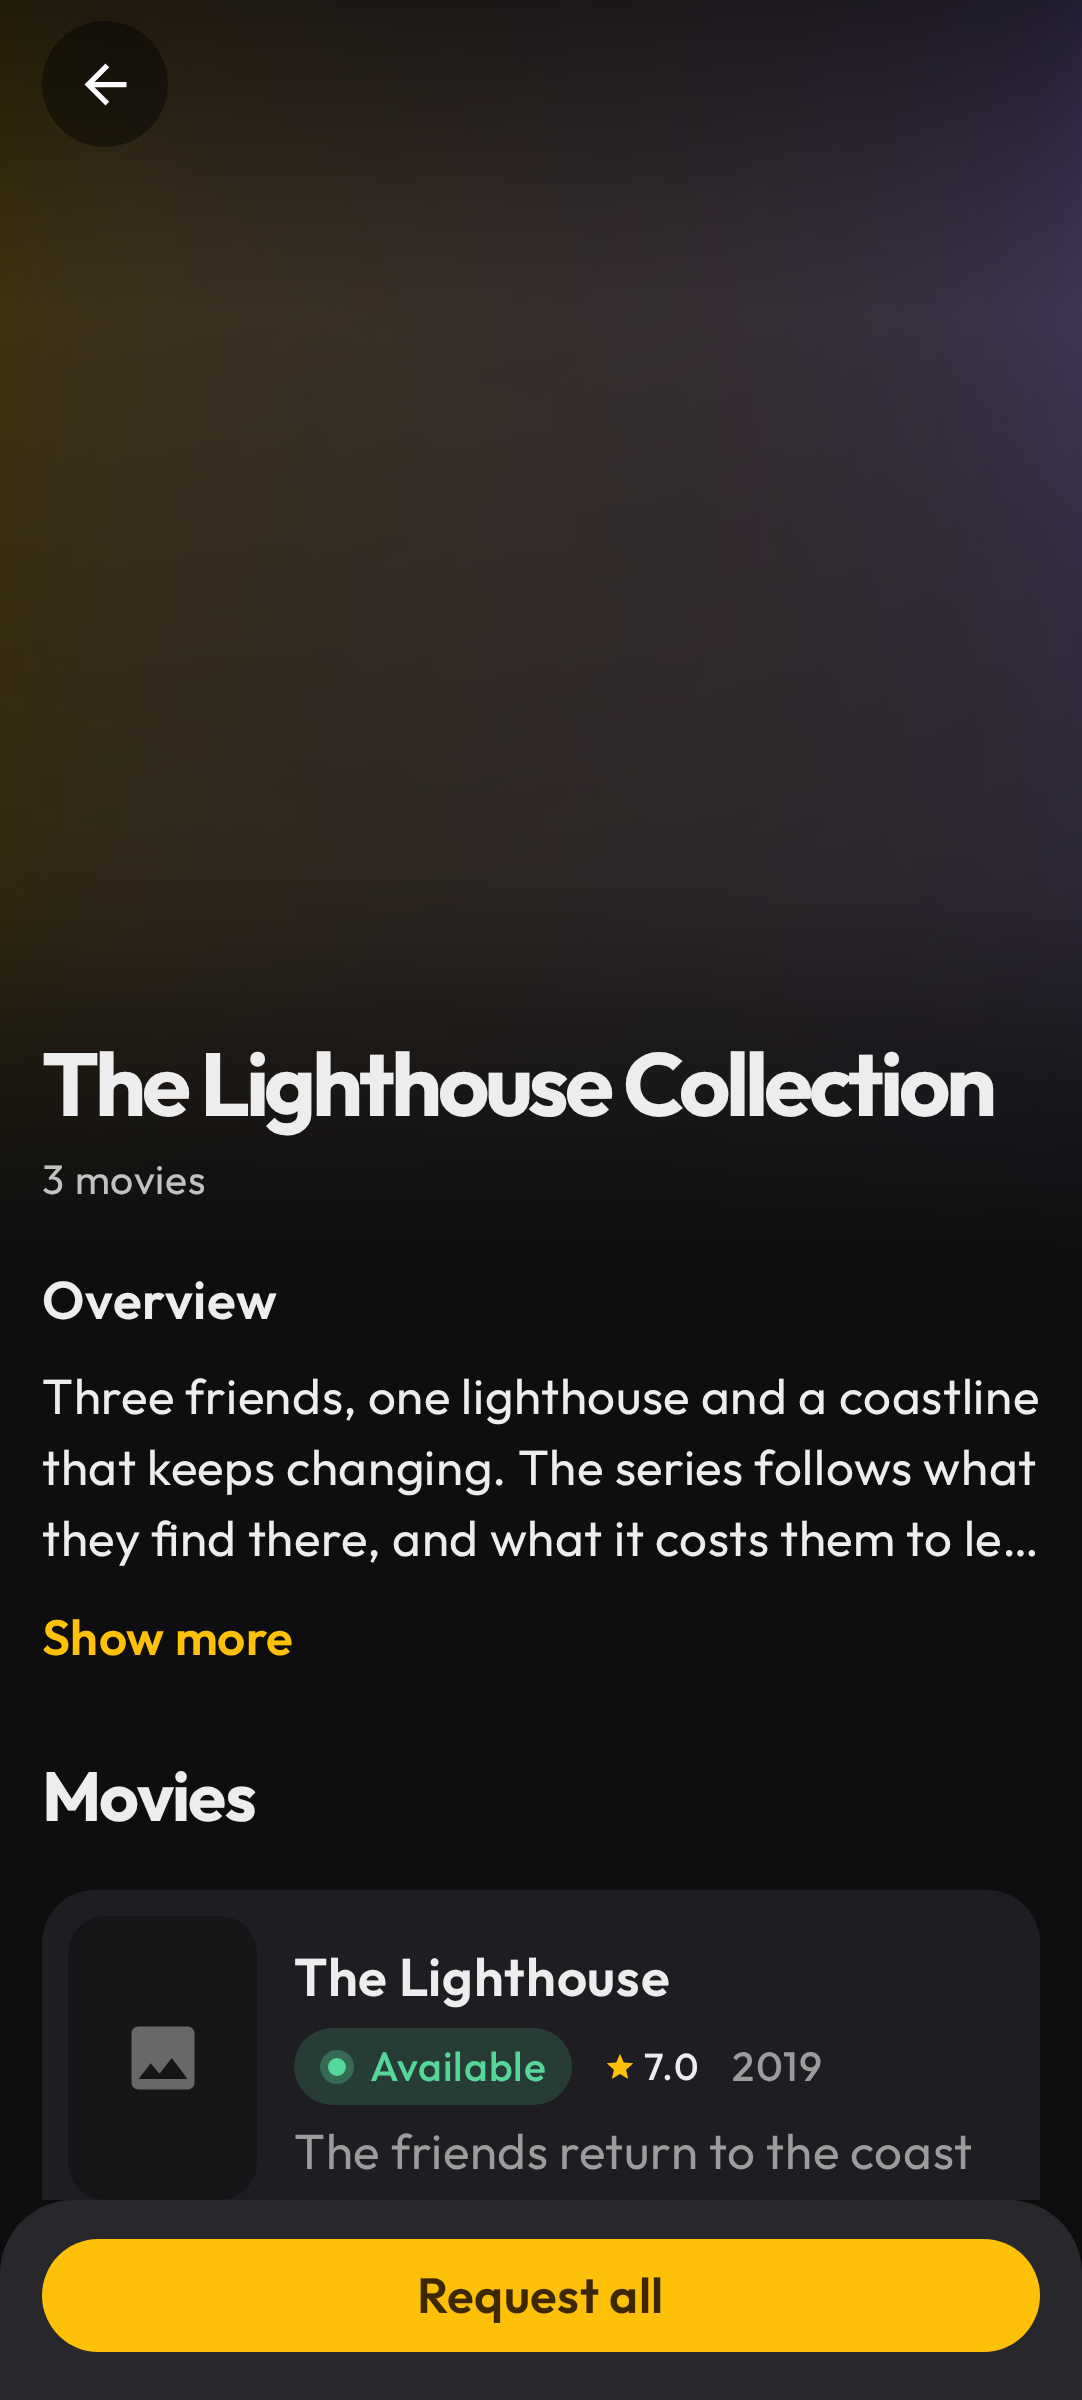 The Lighthouse Collection
3 movies
Overview
Three friends, one lighthouse and a coastline
that keeps changing. The series follows what
they find there, and what it costs them to le…
Show more
Movies
The Lighthouse
Available 7.0 2019
The friends return to the coast
Request all